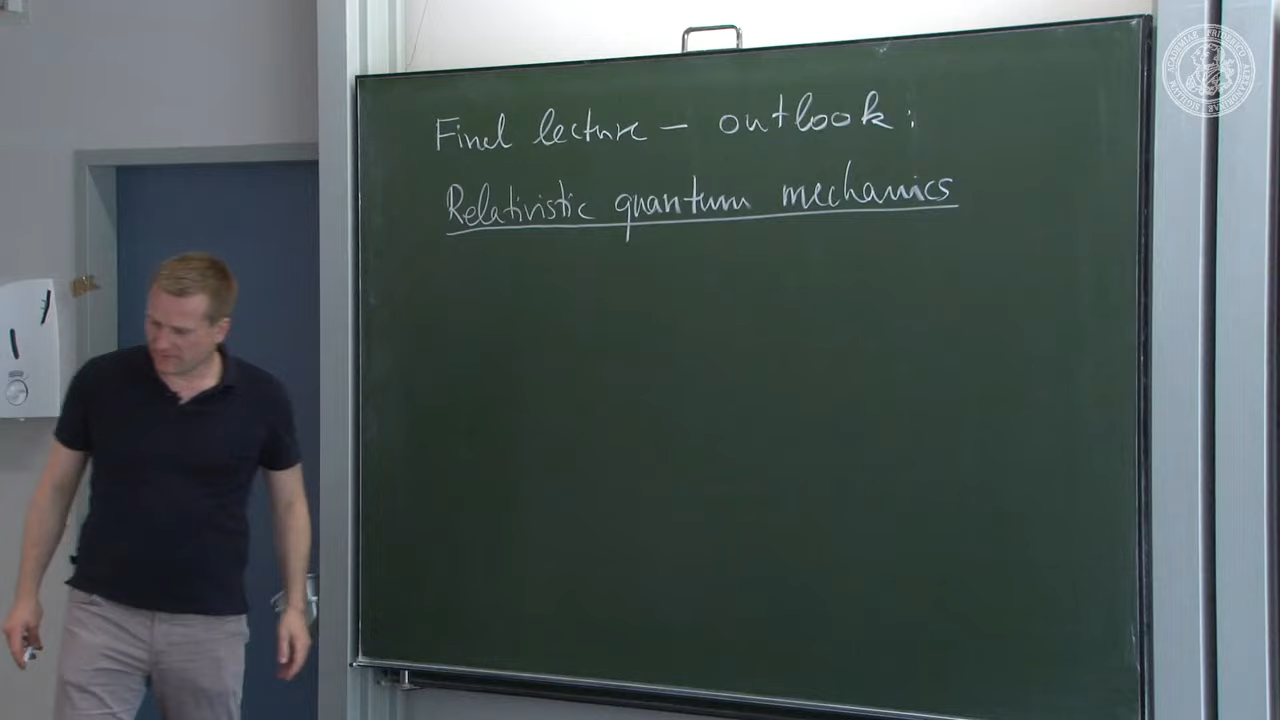 Final lecture – outlook:
Relativistic quantum mechanics